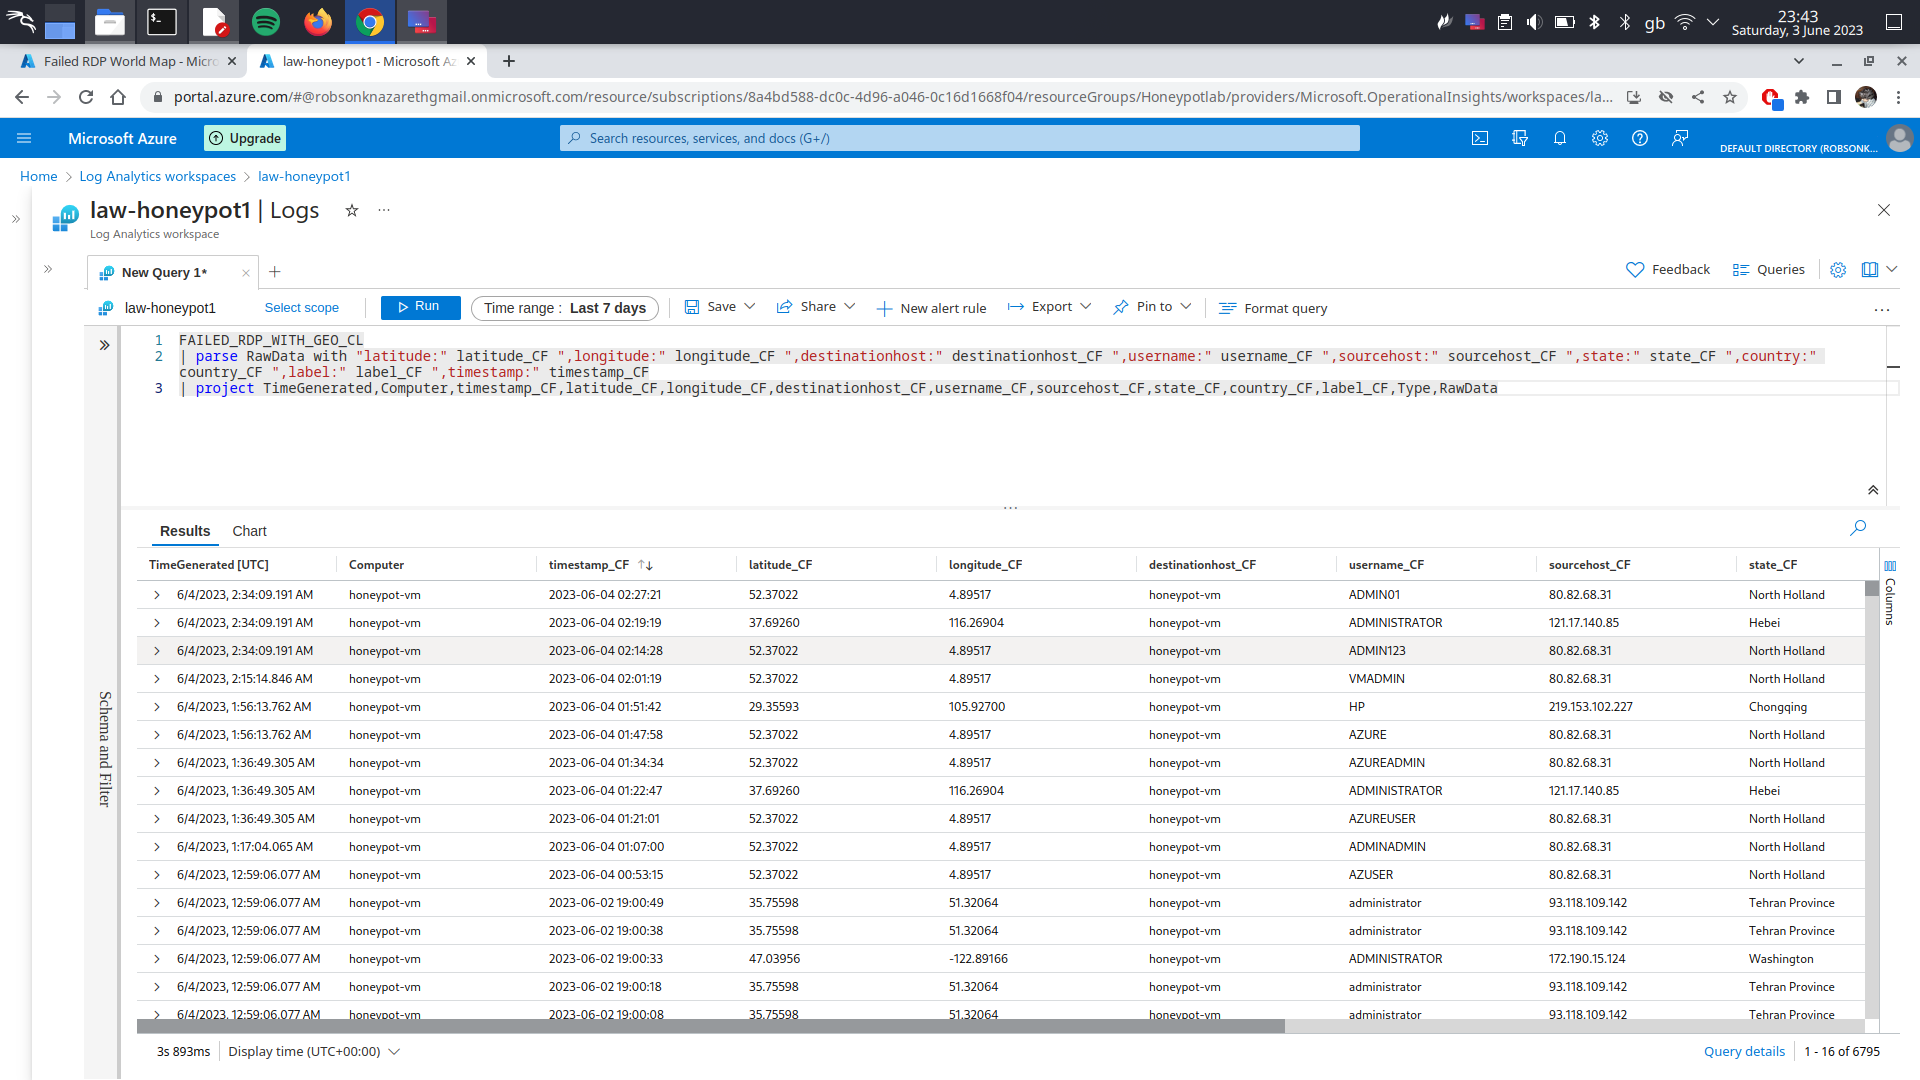 gb
23:43
Saturday, 3 June 2023
Failed RDP World Map - Micro
law-honeypot1 - Microsoft Az
portal.azure.com/#@robsonknazarethgmail.onmicrosoft.com/resource/subscriptions/8a4bd588-dc0c-4d96-a046-0c16d1668f04/resourceGroups/Honeypotlab/providers/Microsoft.OperationalInsights/workspaces/la...
Microsoft Azure
Upgrade
Search resources, services, and docs (G+/)
DEFAULT DIRECTORY (ROBSONK...
Home > Log Analytics workspaces > law-honeypot1
law-honeypot1 | Logs
Log Analytics workspace
New Query 1*
Feedback
Queries
law-honeypot1
Select scope
Run
Time range : Last 7 days
Save
Share
New alert rule
Export
Pin to
Format query
1 FAILED_RDP_WITH_GEO_CL
2 | parse RawData with "latitude:" latitude_CF ",longitude:" longitude_CF ",destinationhost:" destinationhost_CF ",username:" username_CF ",sourcehost:" sourcehost_CF ",state:" state_CF ",country:"
country_CF ",label:" label_CF ",timestamp:" timestamp_CF
3 | project TimeGenerated,Computer,timestamp_CF,latitude_CF,longitude_CF,destinationhost_CF,username_CF,sourcehost_CF,state_CF,country_CF,label_CF,Type,RawData
Schema and Filter
Results Chart
TimeGenerated [UTC] Computer timestamp_CF latitude_CF longitude_CF destinationhost_CF username_CF sourcehost_CF state_CF
6/4/2023, 2:34:09.191 AM honeypot-vm 2023-06-04 02:27:21 52.37022 4.89517 honeypot-vm ADMIN01 80.82.68.31 North Holland
6/4/2023, 2:34:09.191 AM honeypot-vm 2023-06-04 02:19:19 37.69260 116.26904 honeypot-vm ADMINISTRATOR 121.17.140.85 Hebei
6/4/2023, 2:34:09.191 AM honeypot-vm 2023-06-04 02:14:28 52.37022 4.89517 honeypot-vm ADMIN123 80.82.68.31 North Holland
6/4/2023, 2:15:14.846 AM honeypot-vm 2023-06-04 02:01:19 52.37022 4.89517 honeypot-vm VMADMIN 80.82.68.31 North Holland
6/4/2023, 1:56:13.762 AM honeypot-vm 2023-06-04 01:51:42 29.35593 105.92700 honeypot-vm HP 219.153.102.227 Chongqing
6/4/2023, 1:56:13.762 AM honeypot-vm 2023-06-04 01:47:58 52.37022 4.89517 honeypot-vm AZURE 80.82.68.31 North Holland
6/4/2023, 1:36:49.305 AM honeypot-vm 2023-06-04 01:34:34 52.37022 4.89517 honeypot-vm AZUREADMIN 80.82.68.31 North Holland
6/4/2023, 1:36:49.305 AM honeypot-vm 2023-06-04 01:22:47 37.69260 116.26904 honeypot-vm ADMINISTRATOR 121.17.140.85 Hebei
6/4/2023, 1:36:49.305 AM honeypot-vm 2023-06-04 01:21:01 52.37022 4.89517 honeypot-vm AZUREUSER 80.82.68.31 North Holland
6/4/2023, 1:17:04.065 AM honeypot-vm 2023-06-04 01:07:00 52.37022 4.89517 honeypot-vm ADMINADMIN 80.82.68.31 North Holland
6/4/2023, 12:59:06.077 AM honeypot-vm 2023-06-04 00:53:15 52.37022 4.89517 honeypot-vm AZUSER 80.82.68.31 North Holland
6/4/2023, 12:59:06.077 AM honeypot-vm 2023-06-02 19:00:49 35.75598 51.32064 honeypot-vm administrator 93.118.109.142 Tehran Province
6/4/2023, 12:59:06.077 AM honeypot-vm 2023-06-02 19:00:38 35.75598 51.32064 honeypot-vm administrator 93.118.109.142 Tehran Province
6/4/2023, 12:59:06.077 AM honeypot-vm 2023-06-02 19:00:33 47.03956 -122.89166 honeypot-vm ADMINISTRATOR 172.190.15.124 Washington
6/4/2023, 12:59:06.077 AM honeypot-vm 2023-06-02 19:00:18 35.75598 51.32064 honeypot-vm administrator 93.118.109.142 Tehran Province
6/4/2023, 12:59:06.077 AM honeypot-vm 2023-06-02 19:00:08 35.75598 51.32064 honeypot-vm administrator 93.118.109.142 Tehran Province
Columns
3s 893ms
Display time (UTC+00:00)
Query details
1 - 16 of 6795